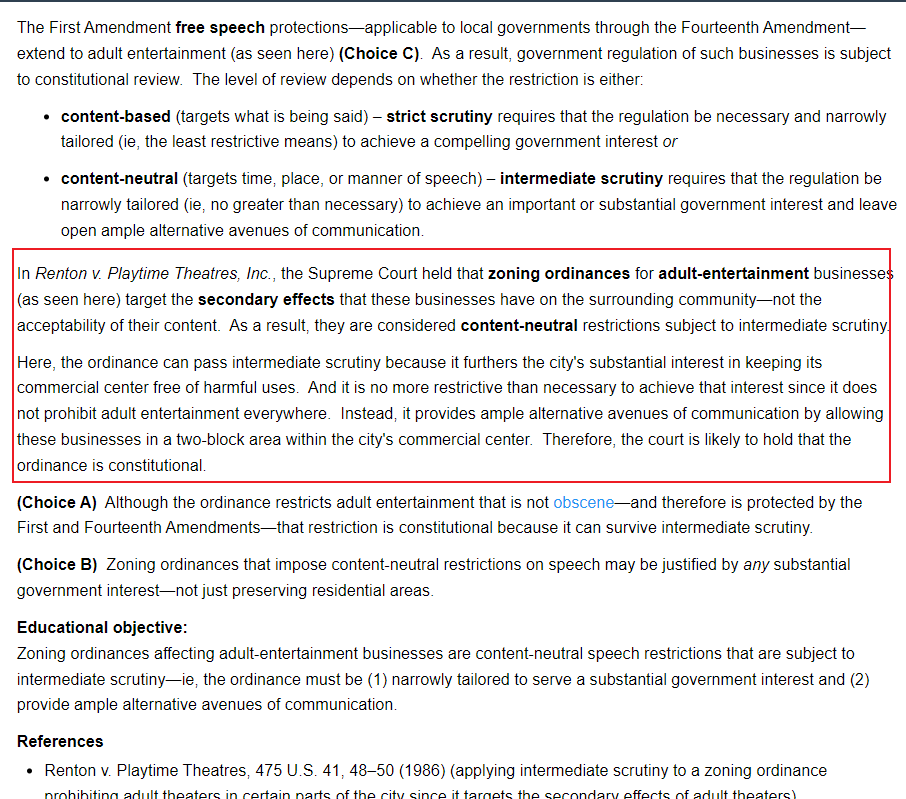 The First Amendment free speech protections—applicable to local governments through the Fourteenth Amendment—
extend to adult entertainment (as seen here) (Choice C).  As a result, government regulation of such businesses is subject
to constitutional review.  The level of review depends on whether the restriction is either:
• content-based (targets what is being said) – strict scrutiny requires that the regulation be necessary and narrowly
tailored (ie, the least restrictive means) to achieve a compelling government interest or
• content-neutral (targets time, place, or manner of speech) – intermediate scrutiny requires that the regulation be
narrowly tailored (ie, no greater than necessary) to achieve an important or substantial government interest and leave
open ample alternative avenues of communication.
In Renton v. Playtime Theatres, Inc., the Supreme Court held that zoning ordinances for adult-entertainment businesses
(as seen here) target the secondary effects that these businesses have on the surrounding community—not the
acceptability of their content.  As a result, they are considered content-neutral restrictions subject to intermediate scrutiny.
Here, the ordinance can pass intermediate scrutiny because it furthers the city's substantial interest in keeping its
commercial center free of harmful uses.  And it is no more restrictive than necessary to achieve that interest since it does
not prohibit adult entertainment everywhere.  Instead, it provides ample alternative avenues of communication by allowing
these businesses in a two-block area within the city's commercial center.  Therefore, the court is likely to hold that the
ordinance is constitutional.
(Choice A)  Although the ordinance restricts adult entertainment that is not obscene—and therefore is protected by the
First and Fourteenth Amendments—that restriction is constitutional because it can survive intermediate scrutiny.
(Choice B)  Zoning ordinances that impose content-neutral restrictions on speech may be justified by any substantial
government interest—not just preserving residential areas.
Educational objective:
Zoning ordinances affecting adult-entertainment businesses are content-neutral speech restrictions that are subject to
intermediate scrutiny—ie, the ordinance must be (1) narrowly tailored to serve a substantial government interest and (2)
provide ample alternative avenues of communication.
References
• Renton v. Playtime Theatres, 475 U.S. 41, 48–50 (1986) (applying intermediate scrutiny to a zoning ordinance
prohibiting adult theaters in certain parts of the city since it targets the secondary effects of adult theaters).